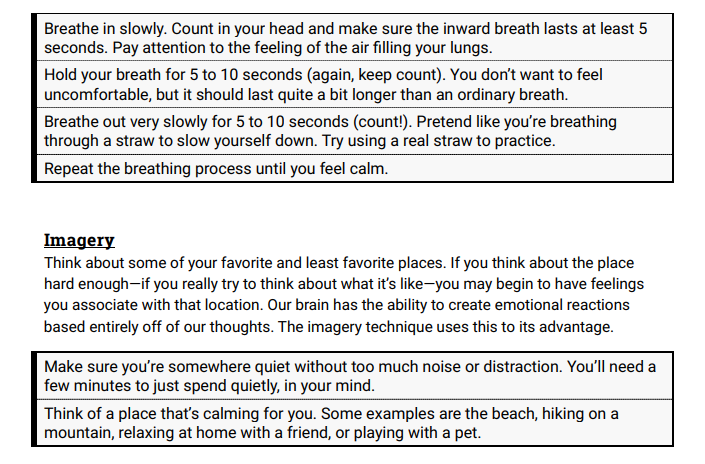 Breathe in slowly. Count in your head and make sure the inward breath lasts at least 5
seconds. Pay attention to the feeling of the air filling your lungs.
Hold your breath for 5 to 10 seconds (again, keep count). You don’t want to feel
uncomfortable, but it should last quite a bit longer than an ordinary breath.
Breathe out very slowly for 5 to 10 seconds (count!). Pretend like you’re breathing
through a straw to slow yourself down. Try using a real straw to practice.
Repeat the breathing process until you feel calm.
Imagery
Think about some of your favorite and least favorite places. If you think about the place
hard enough—if you really try to think about what it’s like—you may begin to have feelings
you associate with that location. Our brain has the ability to create emotional reactions
based entirely off of our thoughts. The imagery technique uses this to its advantage.
Make sure you’re somewhere quiet without too much noise or distraction. You’ll need a
few minutes to just spend quietly, in your mind.
Think of a place that’s calming for you. Some examples are the beach, hiking on a
mountain, relaxing at home with a friend, or playing with a pet.